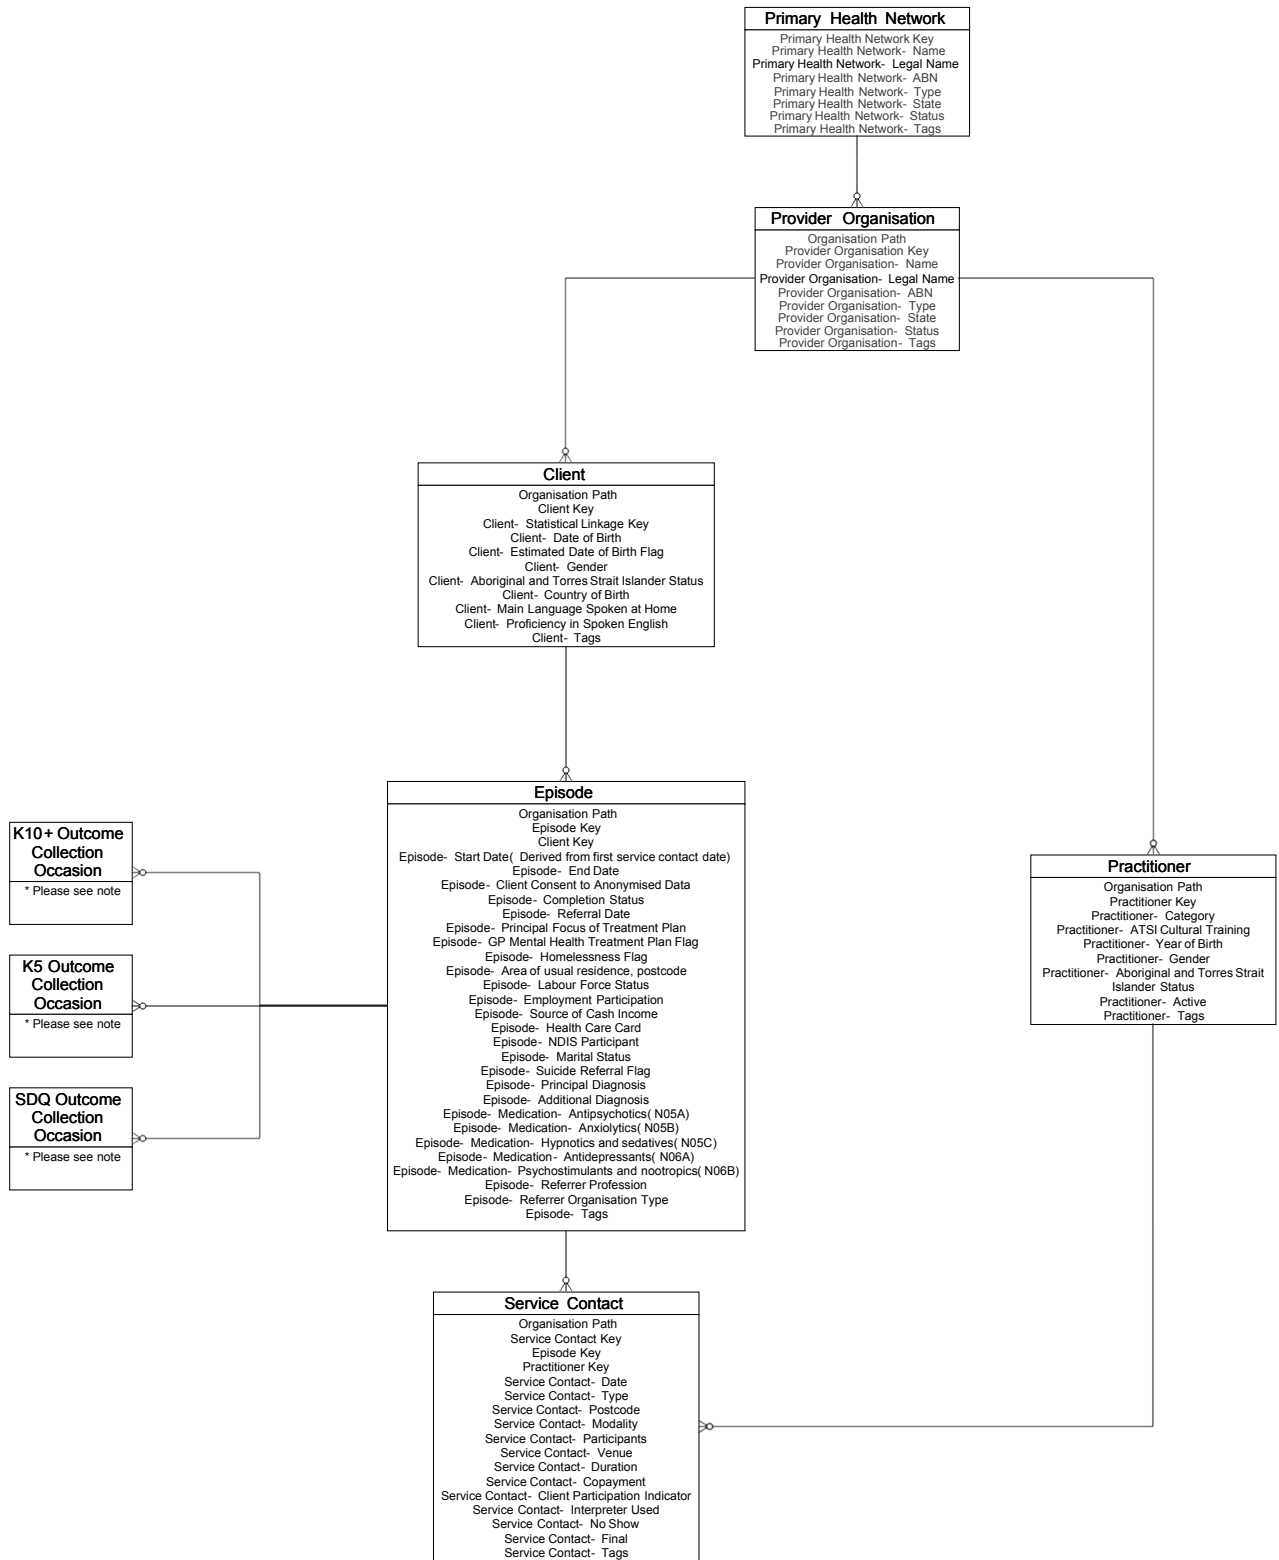 Primary Health Network
Primary Health Network Key
Primary Health Network- Name
Primary Health Network- Legal Name
Primary Health Network- ABN
Primary Health Network- Type
Primary Health Network- State
Primary Health Network- Status
Primary Health Network- Tags
Provider Organisation
Organisation Path
Provider Organisation Key
Provider Organisation- Name
Provider Organisation- Legal Name
Provider Organisation- ABN
Provider Organisation- Type
Provider Organisation- State
Provider Organisation- Status
Provider Organisation- Tags
Client
Organisation Path
Client Key
Client- Statistical Linkage Key
Client- Date of Birth
Client- Estimated Date of Birth Flag
Client- Gender
Client- Aboriginal and Torres Strait Islander Status
Client- Country of Birth
Client- Main Language Spoken at Home
Client- Proficiency in Spoken English
Client- Tags
Episode
Organisation Path
Episode Key
Client Key
Episode- Start Date( Derived from first service contact date)
Episode- End Date
Episode- Client Consent to Anonymised Data
Episode- Completion Status
Episode- Referral Date
Episode- Principal Focus of Treatment Plan
Episode- GP Mental Health Treatment Plan Flag
Episode- Homelessness Flag
Episode- Area of usual residence, postcode
Episode- Labour Force Status
Episode- Employment Participation
Episode- Source of Cash Income
Episode- Health Care Card
Episode- NDIS Participant
Episode- Marital Status
Episode- Suicide Referral Flag
Episode- Principal Diagnosis
Episode- Additional Diagnosis
Episode- Medication- Antipsychotics( N05A)
Episode- Medication- Anxiolytics( N05B)
Episode- Medication- Hypnotics and sedatives( N05C)
Episode- Medication- Antidepressants( N06A)
Episode- Medication- Psychostimulants and nootropics( N06B)
Episode- Referrer Profession
Episode- Referrer Organisation Type
Episode- Tags
K10+ Outcome
Collection
Occasion
* Please see note
K5 Outcome
Collection
Occasion
* Please see note
SDQ Outcome
Collection
Occasion
* Please see note
Practitioner
Organisation Path
Practitioner Key
Practitioner- Category
Practitioner- ATSI Cultural Training
Practitioner- Year of Birth
Practitioner- Gender
Practitioner- Aboriginal and Torres Strait
Islander Status
Practitioner- Active
Practitioner- Tags
Service Contact
Organisation Path
Service Contact Key
Episode Key
Practitioner Key
Service Contact- Date
Service Contact- Type
Service Contact- Postcode
Service Contact- Modality
Service Contact- Participants
Service Contact- Venue
Service Contact- Duration
Service Contact- Copayment
Service Contact- Client Participation Indicator
Service Contact- Interpreter Used
Service Contact- No Show
Service Contact- Final
Service Contact- Tags